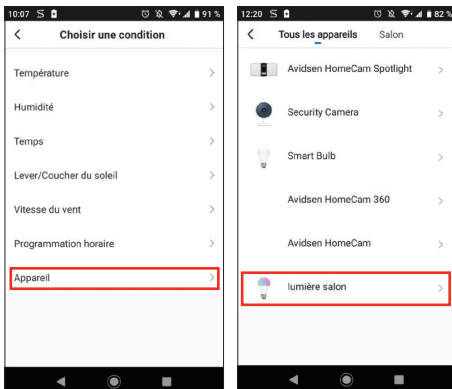 10:07 91 %
Choisir une condition
Température
Humidité
Temps
Lever/Coucher du soleil
Vitesse du vent
Programmation horaire
Appareil
12:20 82 %
Tous les appareils Salon
Avidsen HomeCam Spotlight
Security Camera
Smart Bulb
Avidsen HomeCam 360
Avidsen HomeCam
lumière salon